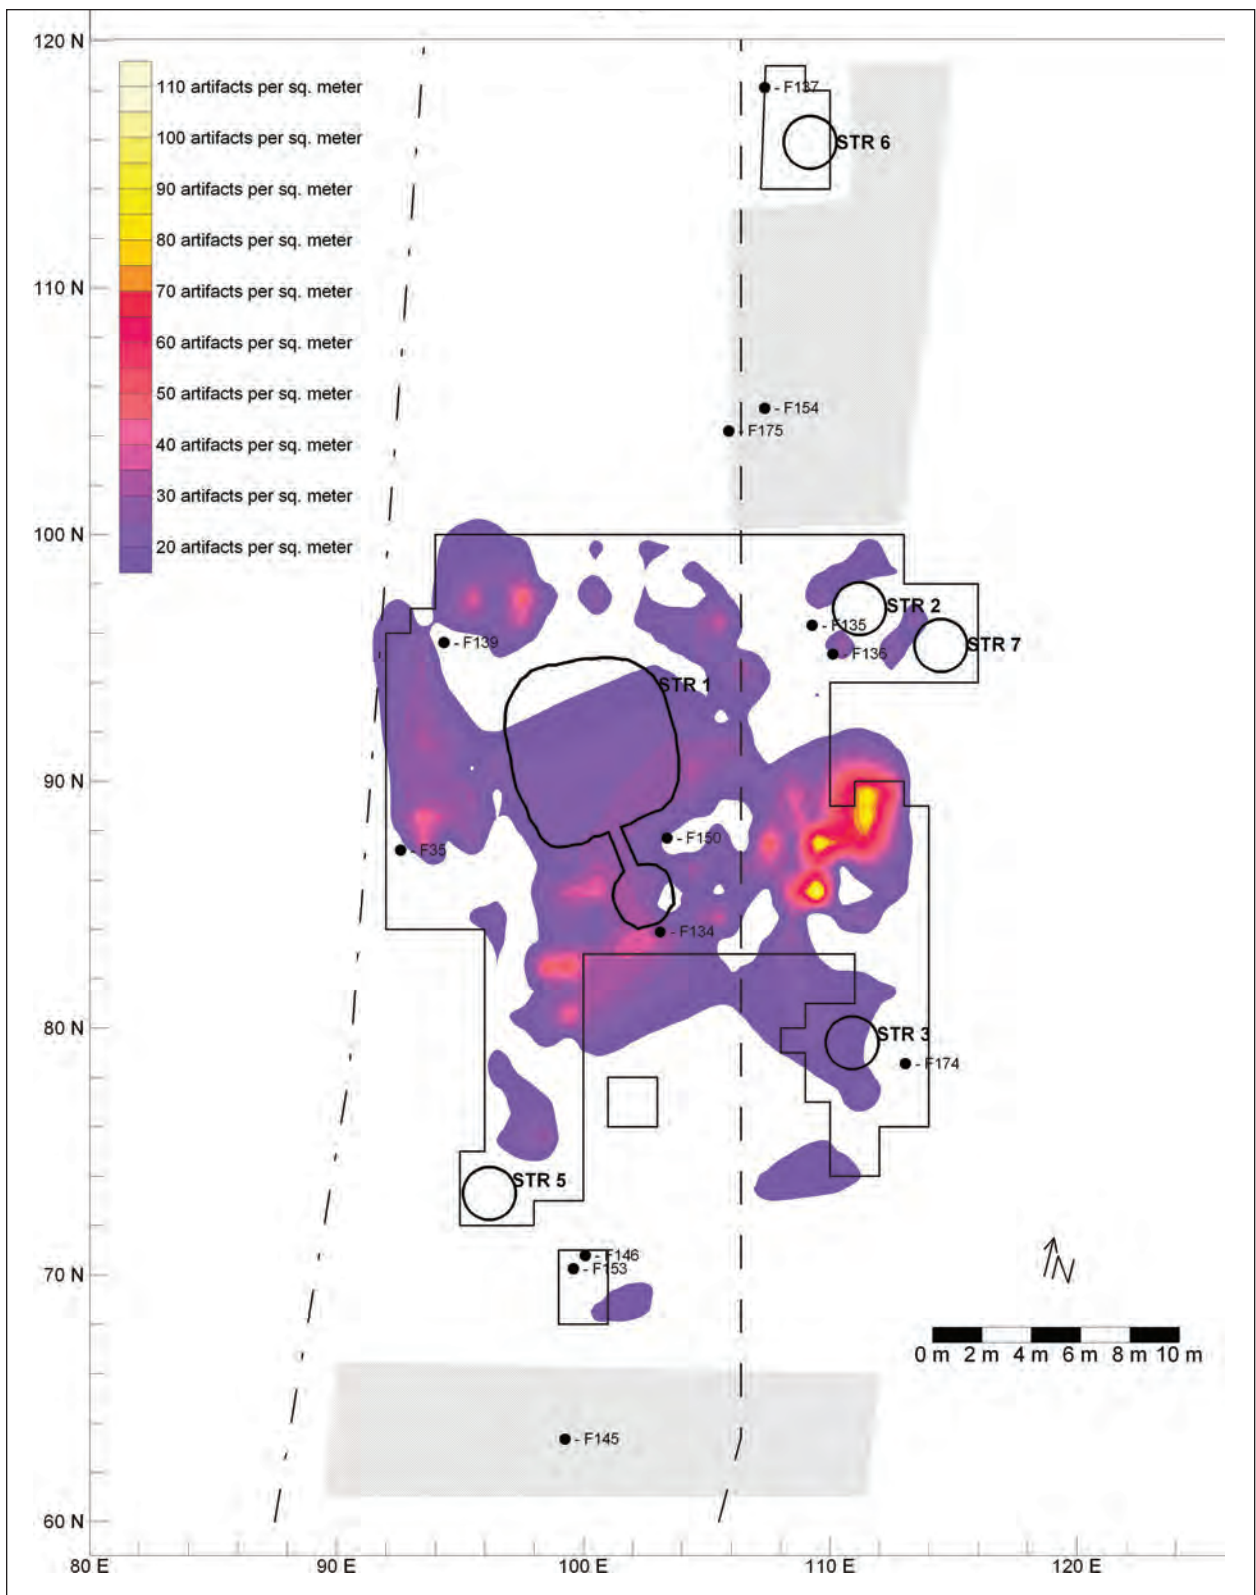 120 N
110 artifacts per sq. meter
100 artifacts per sq. meter
90 artifacts per sq. meter
80 artifacts per sq. meter
70 artifacts per sq. meter
60 artifacts per sq. meter
50 artifacts per sq. meter
40 artifacts per sq. meter
30 artifacts per sq. meter
20 artifacts per sq. meter
- F137
STR 6
110 N
- F154
F175
100 N
STR 2
- F135
- F136
STR 7
- F139
STR 1
90 N
- F150
- F35
- F134
80 N
STR 3
- F174
STR 5
- F146
- F153
70 N
N
0 m 2 m 4 m 6 m 8 m 10 m
- F145
60 N
80 E 90 E 100 E 110 E 120 E